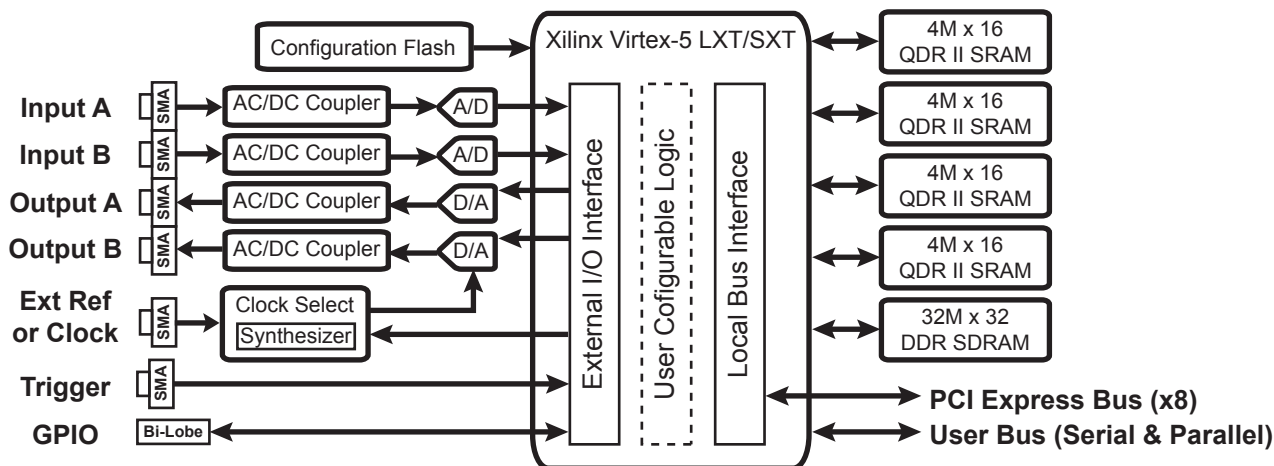 Configuration Flash
Xilinx Virtex-5 LXT/SXT
4M x 16
QDR II SRAM
Input A
SMA
AC/DC Coupler
A/D
4M x 16
QDR II SRAM
Input B
SMA
AC/DC Coupler
A/D
Output A
SMA
AC/DC Coupler
D/A
4M x 16
QDR II SRAM
Output B
SMA
AC/DC Coupler
D/A
4M x 16
QDR II SRAM
External I/O Interface
User Cofigurable Logic
Local Bus Interface
Ext Ref
or Clock
SMA
Clock Select
Synthesizer
32M x 32
DDR SDRAM
Trigger
SMA
PCI Express Bus (x8)
GPIO
Bi-Lobe
User Bus (Serial & Parallel)